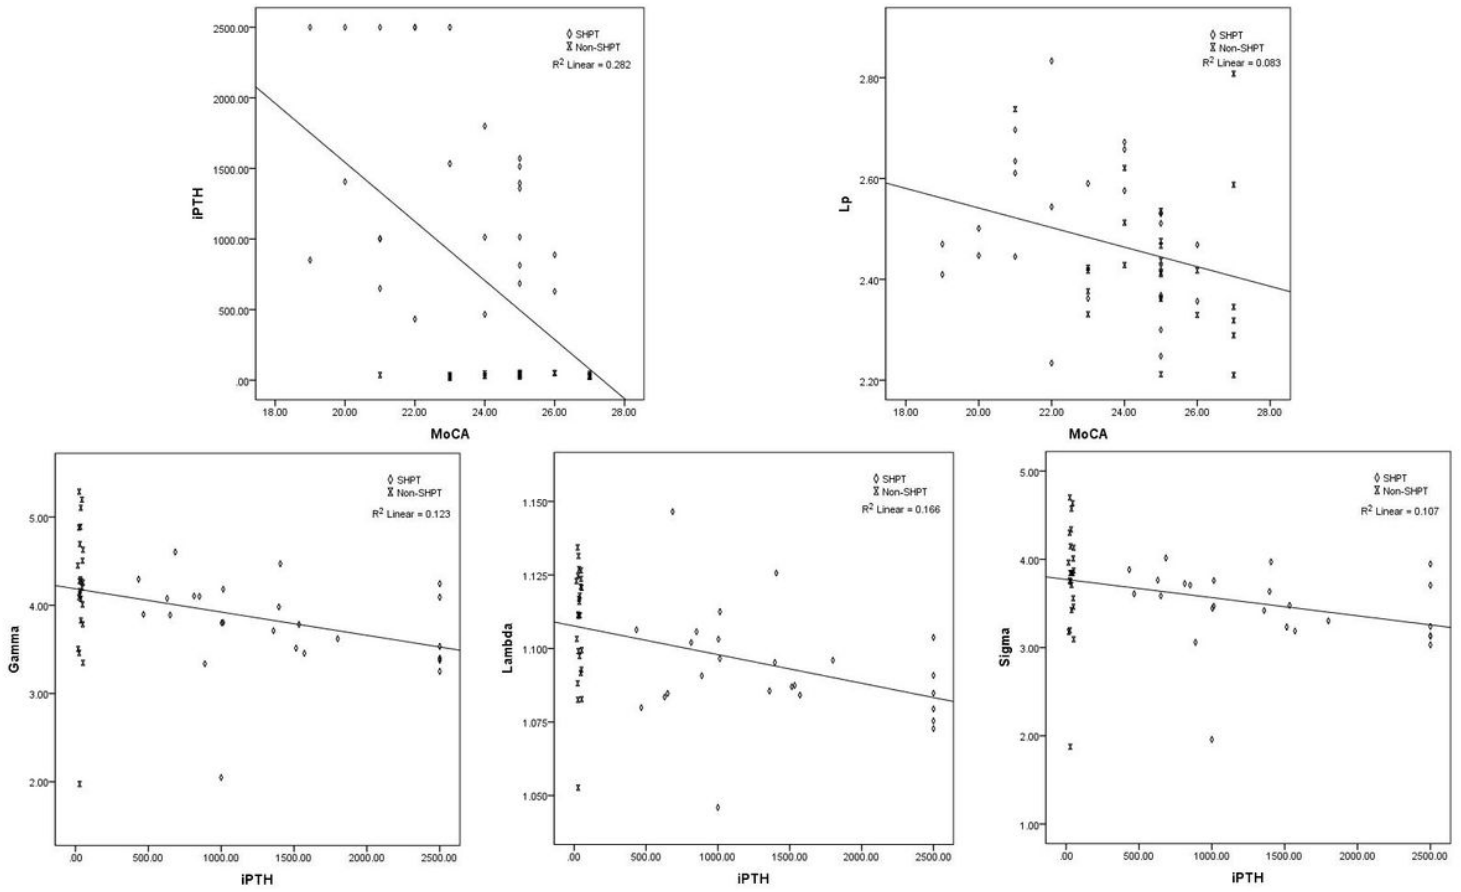 2500.00
2000.00
1500.00
1000.00
500.00
.00
iPTH
SHPT
Non-SHPT
R² Linear = 0.282
18.00 20.00 22.00 24.00 26.00 28.00
MoCA
2.80
2.60
2.40
2.20
Lp
SHPT
Non-SHPT
R² Linear = 0.083
18.00 20.00 22.00 24.00 26.00 28.00
MoCA
5.00
4.00
3.00
2.00
Gamma
SHPT
Non-SHPT
R² Linear = 0.123
.00 500.00 1000.00 1500.00 2000.00 2500.00
iPTH
1.150
1.125
1.100
1.075
1.050
Lambda
SHPT
Non-SHPT
R² Linear = 0.166
.00 500.00 1000.00 1500.00 2000.00 2500.00
iPTH
5.00
4.00
3.00
2.00
1.00
Sigma
SHPT
Non-SHPT
R² Linear = 0.107
.00 500.00 1000.00 1500.00 2000.00 2500.00
iPTH